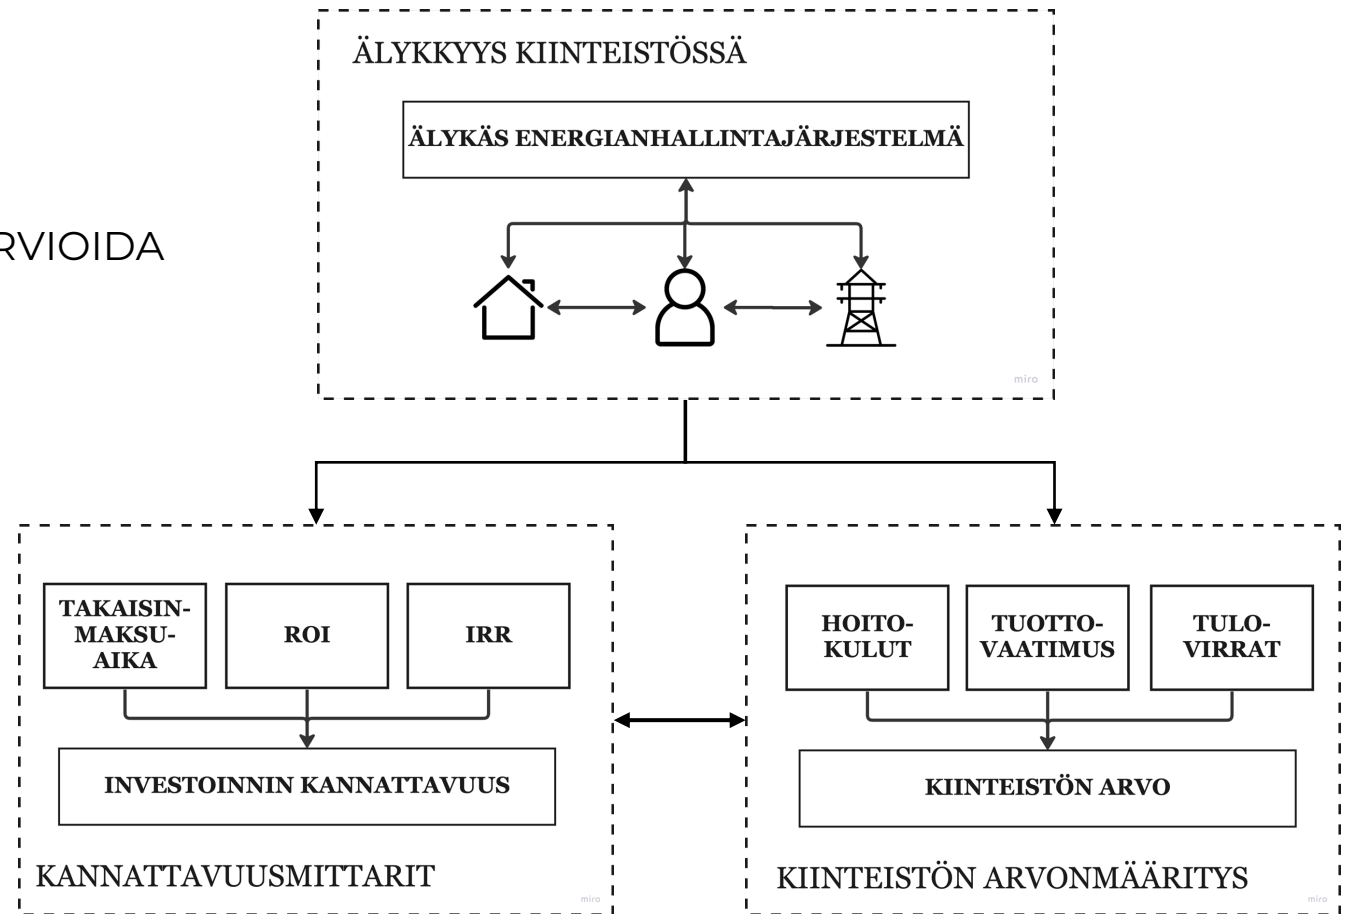 ÄLYKKYYS KIINTEISTÖSSÄ
ÄLYKÄS ENERGIANHALLINTAJÄRJESTELMÄ
RVIOIDA
miro
TAKAISIN-
MAKSU-
AIKA
ROI
IRR
INVESTOINNIN KANNATTAVUUS
KANNATTAVUUSMITTARIT
miro
HOITO-
KULUT
TUOTTO-
VAATIMUS
TULO-
VIRRAT
KIINTEISTÖN ARVO
KIINTEISTÖN ARVONMÄÄRITYS
miro